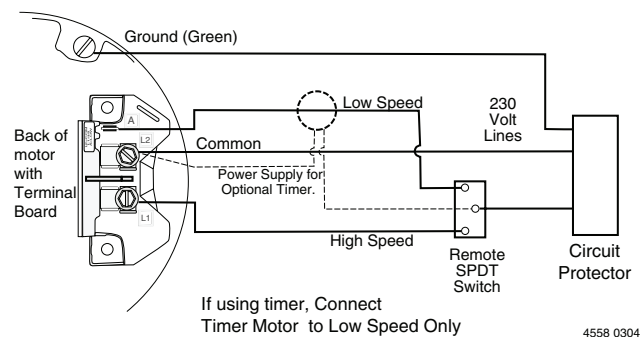 Ground (Green)
A
Low Speed
230
Volt
Lines
L2
Back of
motor
with
Terminal
Board
Common
Power Supply for
Optional Timer.
L1
High Speed
Remote
SPDT
Switch
Circuit
Protector
If using timer, Connect
Timer Motor to Low Speed Only
4558 0304